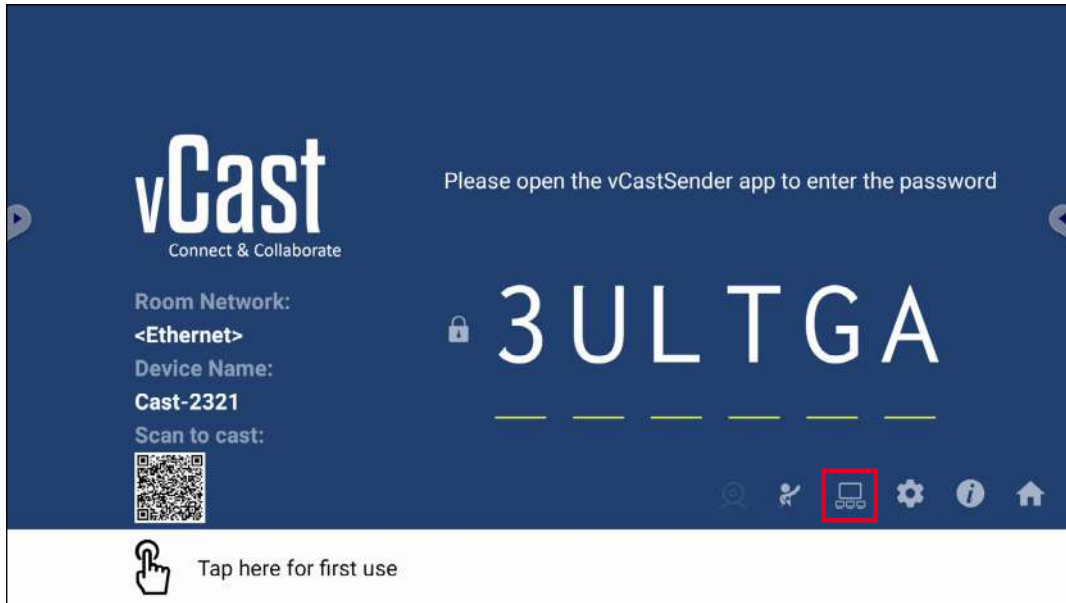 vCast
Connect & Collaborate
Please open the vCastSender app to enter the password
Room Network:
<Ethernet>
Device Name:
Cast-2321
Scan to cast:
3ULTGA
Tap here for first use